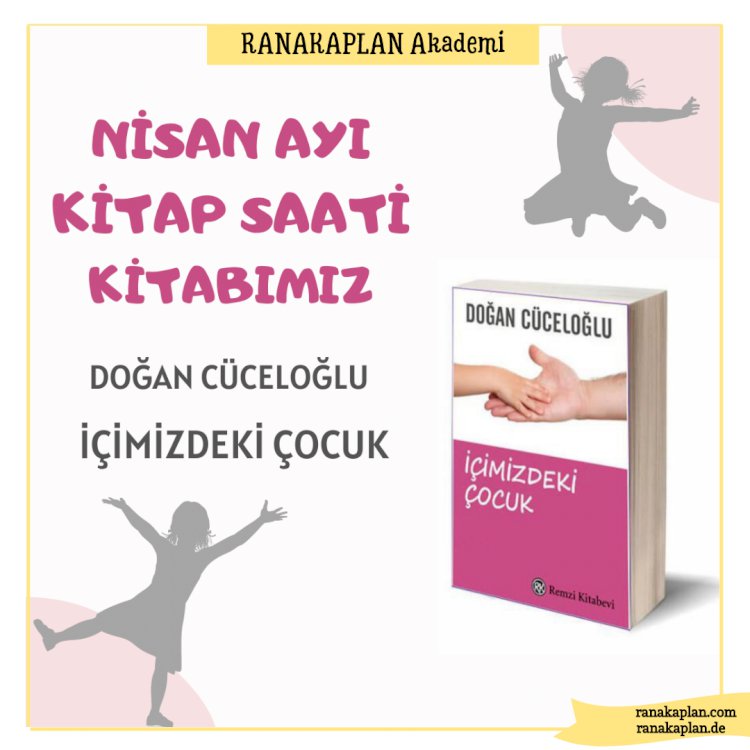 RANAKAPLAN Akademi
NİSAN AYI
KİTAP SAATİ
KİTABIMIZ
DOĞAN CÜCELOĞLU
İÇİMİZDEKİ ÇOCUK
DOĞAN CÜCELOĞLU
İÇİMİZDEKİ
ÇOCUK
Remzi Kitabevi
ranakaplan.com
ranakaplan.de